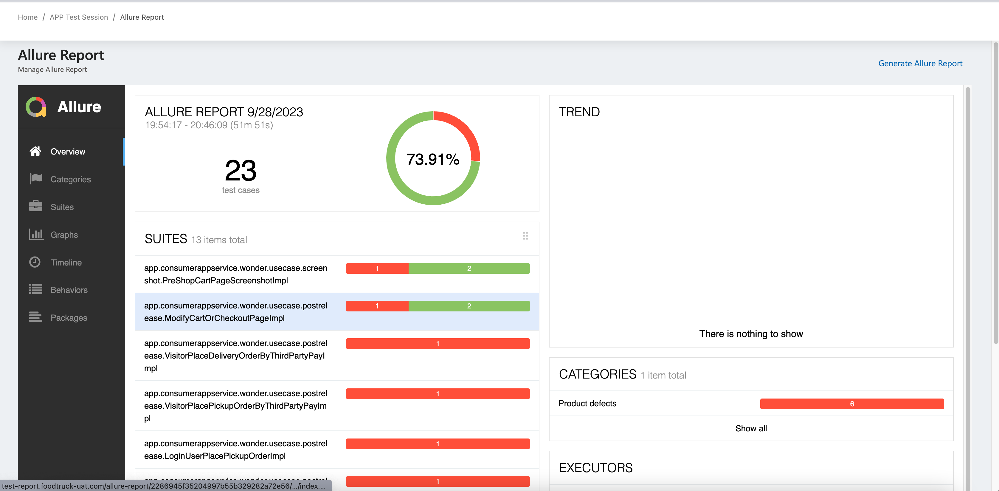 Home / APP Test Session / Allure Report
Allure Report
Manage Allure Report
Generate Allure Report
Allure
Overview
Categories
Suites
Graphs
Timeline
Behaviors
Packages
ALLURE REPORT 9/28/2023
19:54:17 - 20:46:09 (51m 51s)
23
test cases
73.91%
SUITES 13 items total
app.consumerappservice.wonder.usecase.screen
shot.PreShopCartPageScreenshotImpl
1 2
app.consumerappservice.wonder.usecase.postrel
ease.ModifyCartOrCheckoutPageImpl
1 2
app.consumerappservice.wonder.usecase.postrel
ease.VisitorPlaceDeliveryOrderByThirdPartyPayI
mpl
1
app.consumerappservice.wonder.usecase.postrel
ease.VisitorPlacePickupOrderByThirdPartyPayIm
pl
1
app.consumerappservice.wonder.usecase.postrel
ease.LoginUserPlacePickupOrderImpl
1
1
TREND
There is nothing to show
CATEGORIES 1 item total
Product defects
6
Show all
EXECUTORS
test-report.foodtruck-uat.com/allure-report/2286945f35204997b55b329282a72e56/.../index....